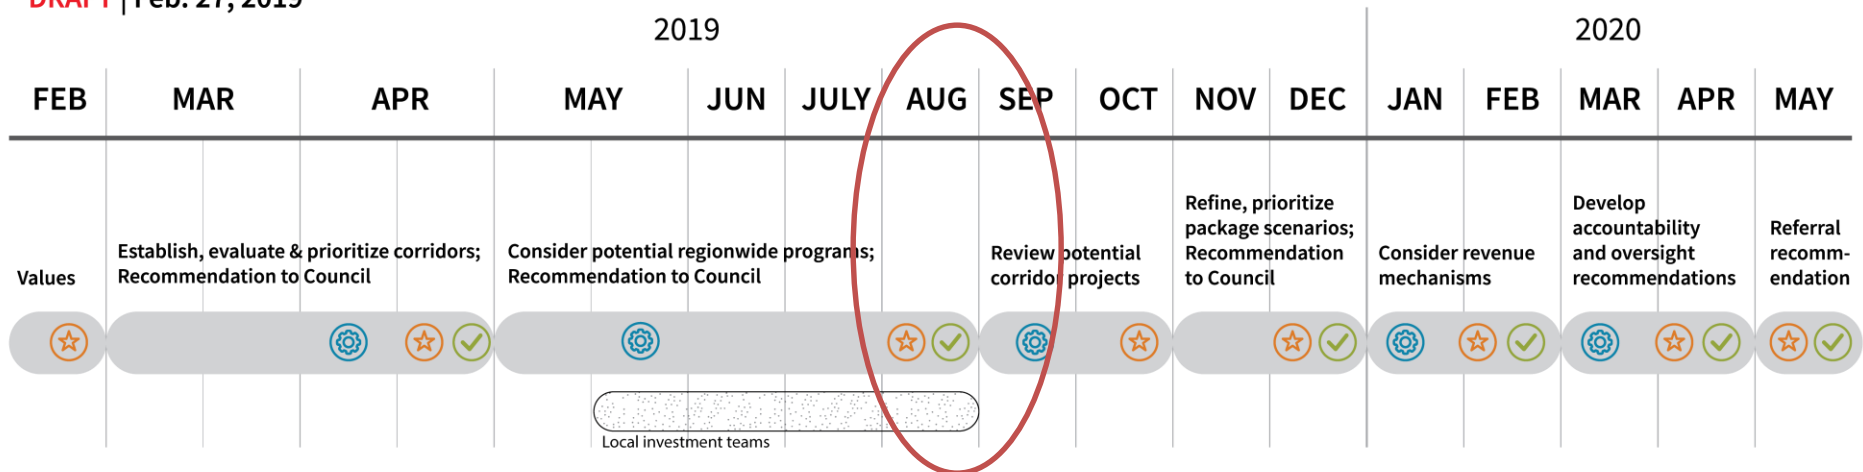 DRAFT | Feb. 27, 2019
2019
2020
FEB MAR APR MAY JUN JULY AUG SEP OCT NOV DEC JAN FEB MAR APR MAY
Values
Establish, evaluate & prioritize corridors;
Recommendation to Council
Consider potential regionwide programs;
Recommendation to Council
Review potential
corridor projects
Refine, prioritize
package scenarios;
Recommendation
to Council
Consider revenue
mechanisms
Develop
accountability
and oversight
recommendations
Referral
recomm-
endation
Local investment teams